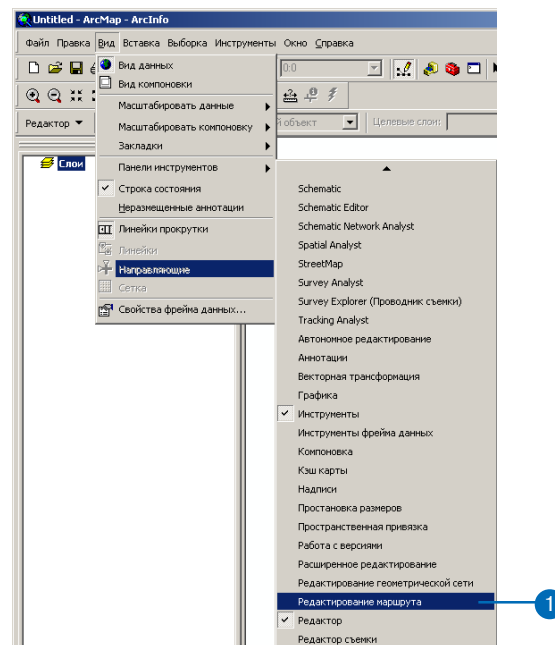 Untitled - ArcMap - ArcInfo
Файл Правка Вид Вставка Выборка Инструменты Окно Справка
Вид данных
Вид компоновки
Масштабировать данные
Масштабировать компоновку
Закладки
Панели инструментов
Строка состояния
Неразмещенные аннотации
Линейки прокрутки
Линейки
Направляющие
Сетка
Свойства фрейма данных...
0:0
Редактор
й объект
Целевые слои:
Слои
Schematic
Schematic Editor
Schematic Network Analyst
Spatial Analyst
StreetMap
Survey Analyst
Survey Explorer (Проводник съемки)
Tracking Analyst
Автономное редактирование
Аннотации
Векторная трансформация
Графика
Инструменты
Инструменты фрейма данных
Компоновка
Кэш карты
Надписи
Простановка размеров
Пространственная привязка
Работа с версиями
Расширенное редактирование
Редактирование геометрической сети
Редактирование маршрута
1
Редактор
Редактор съемки